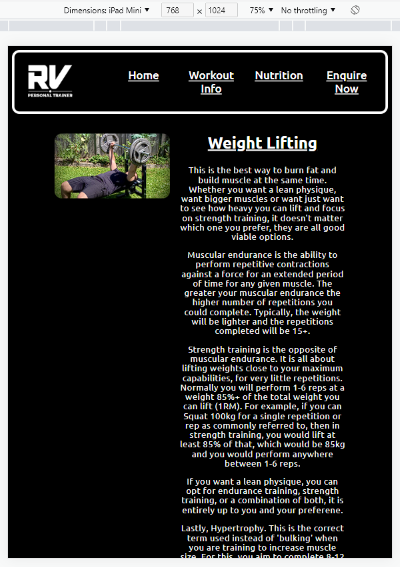 Dimensions: iPad Mini ▼ 768 × 1024 75% ▼ No throttling ▼
RV
PERSONAL TRAINER
Home
Workout
Info
Nutrition
Enquire
Now
Weight Lifting
This is the best way to burn fat and
build muscle at the same time.
Whether you want a lean physique,
want bigger muscles or want just want
to see how heavy you can lift and focus
on strength training, it doesn't matter
which one you prefer, they are all good
viable options.
Muscular endurance is the ability to
perform repetitive contractions
against a force for an extended period
of time for any given muscle. The
greater your muscular endurance the
higher number of repetitions you
could complete. Typically, the weight
will be lighter and the repetitions
completed will be 15+.
Strength training is the opposite of
muscular endurance. It is all about
lifting weights close to your maximum
capabilities, for very little repetitions.
Normally you will perform 1-6 reps at a
weight 85%+ of the total weight you
can lift (1RM). For example, if you can
Squat 100kg for a single repetition or
rep as commonly referred to, then in
strength training, you would lift at
least 85% of that, which would be 85kg
and you would perform anywhere
between 1-6 reps.
If you want a lean physique, you can
opt for endurance training, strength
training, or a combination of both, it is
entirely up to you and your preferene.
Lastly, Hypertrophy. This is the correct
term used instead of 'bulking' when
you are training to increase muscle
size. For this, you aim to complete 8-12